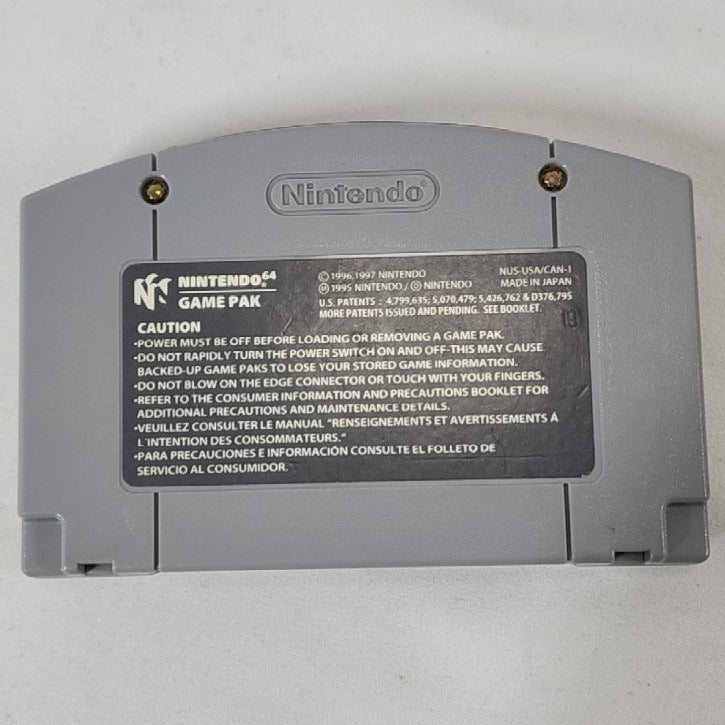 Nintendo®
NINTENDO64
GAME PAK
©1996,1997 NINTENDO
Ⓜ1995 NINTENDO / Ⓓ NINTENDO
NUS-USA/CAN-1
MADE IN JAPAN
U.S. PATENTS : 4,799,635; 5,070,479; 5,426,762 & D376,795
MORE PATENTS ISSUED AND PENDING. SEE BOOKLET.
CAUTION
•POWER MUST BE OFF BEFORE LOADING OR REMOVING A GAME PAK.
•DO NOT RAPIDLY TURN THE POWER SWITCH ON AND OFF-THIS MAY CAUSE
BACKED-UP GAME PAKS TO LOSE YOUR STORED GAME INFORMATION.
•DO NOT BLOW ON THE EDGE CONNECTOR OR TOUCH WITH YOUR FINGERS.
•REFER TO THE CONSUMER INFORMATION AND PRECAUTIONS BOOKLET FOR
ADDITIONAL PRECAUTIONS AND MAINTENANCE DETAILS.
•VEUILLEZ CONSULTER LE MANUAL "RENSEIGNEMENTS ET AVERTISSEMENTS Á
L´INTENTION DES CONSOMMATEURS."
•PARA PRECAUCIONES E INFORMACIÓN CONSULTE EL FOLLETO DE
SERVICIO AL CONSUMIDOR.